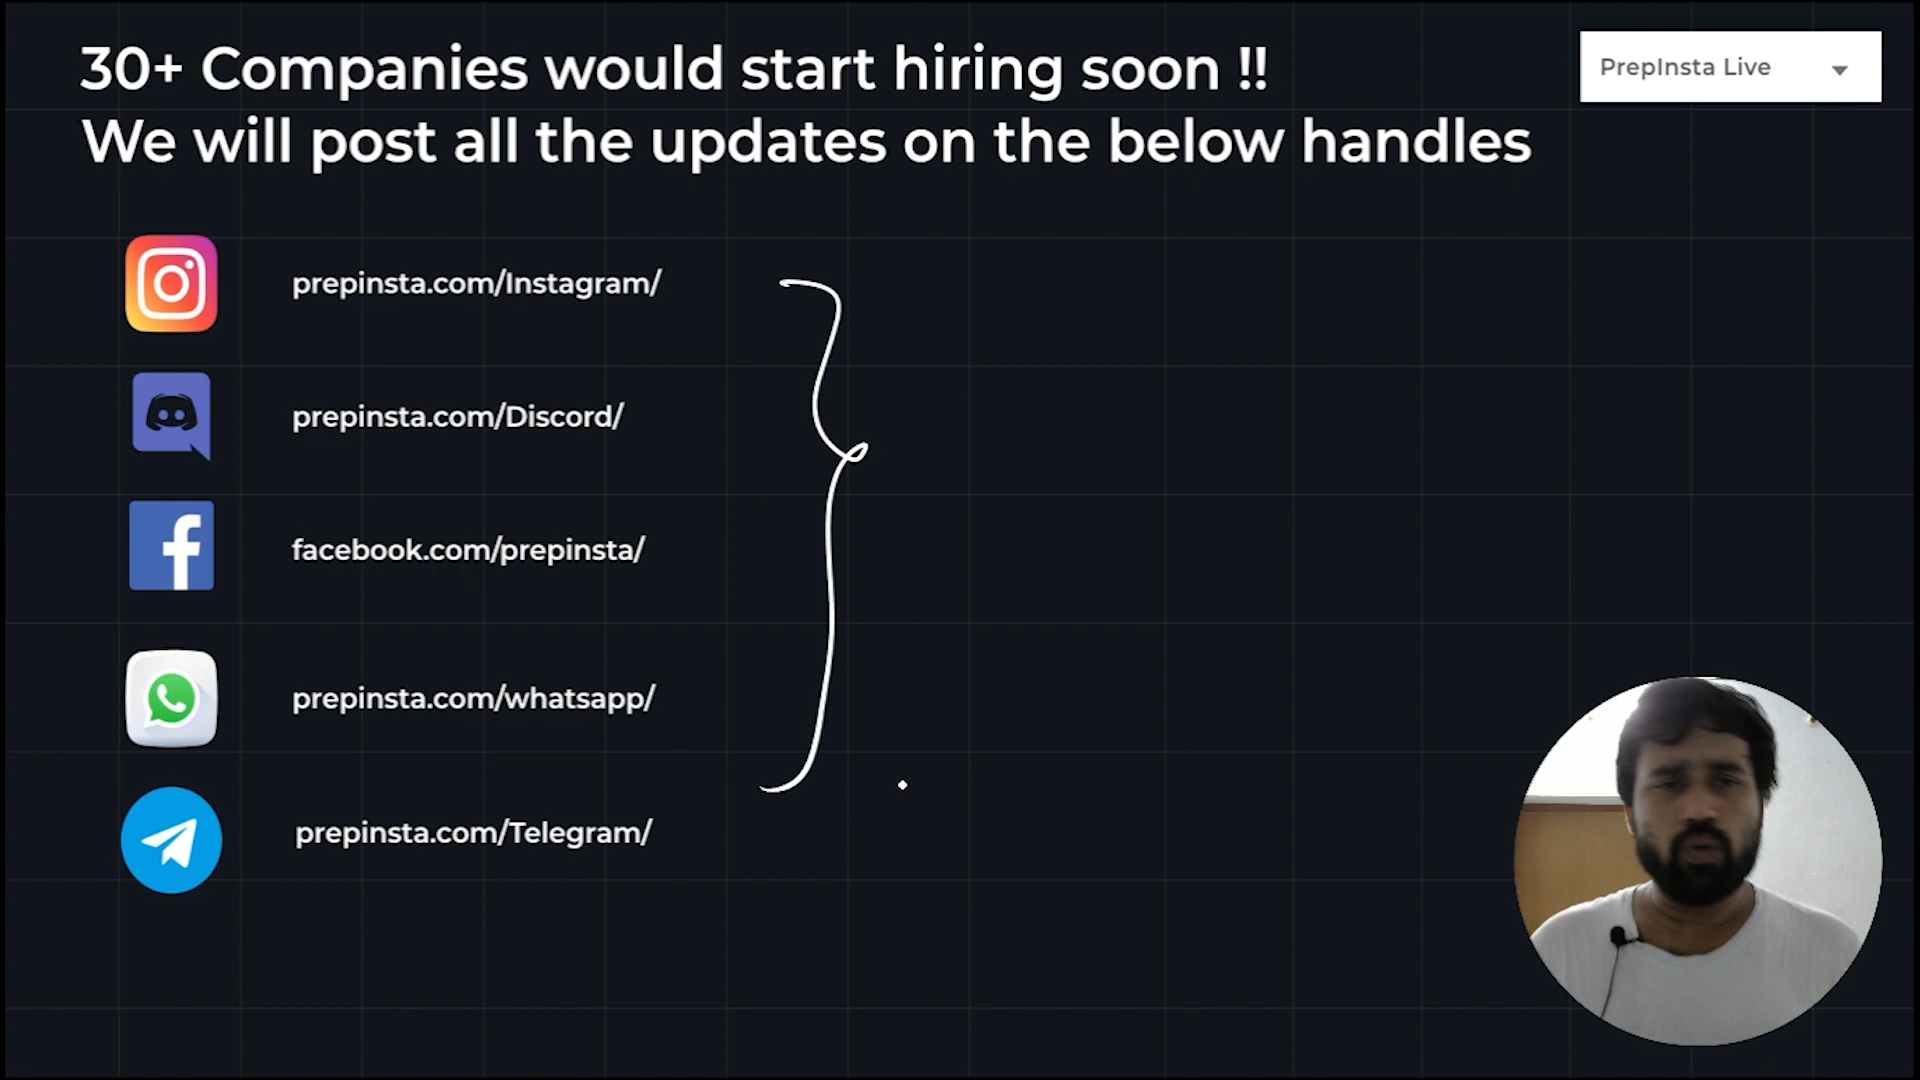 30+ Companies would start hiring soon !!
We will post all the updates on the below handles
PrepInsta Live
prepinsta.com/Instagram/
prepinsta.com/Discord/
facebook.com/prepinsta/
prepinsta.com/whatsapp/
prepinsta.com/Telegram/